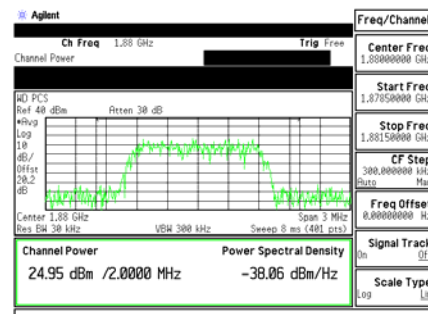 Agilent
Freq/Channel
Ch Freq 1.88 GHz Trig Free
Channel Power
Center Freq
1.88000000 GHz
Start Freq
1.87850000 GHz
Stop Freq
1.88150000 GHz
CF Step
300.000000 kHz
Auto Man
Freq Offset
0.00000000 Hz
Signal Track
On Off
Scale Type
Log Lin
WD PCS
Ref 40 dBm Atten 30 dB
•Avg
Log
10
dB/
Offst
20.2
dB
Center 1.88 GHz Span 3 MHz
Res BW 30 kHz VBW 300 kHz Sweep 8 ms (401 pts)
Channel Power Power Spectral Density
24.95 dBm /2.0000 MHz -38.06 dBm/Hz